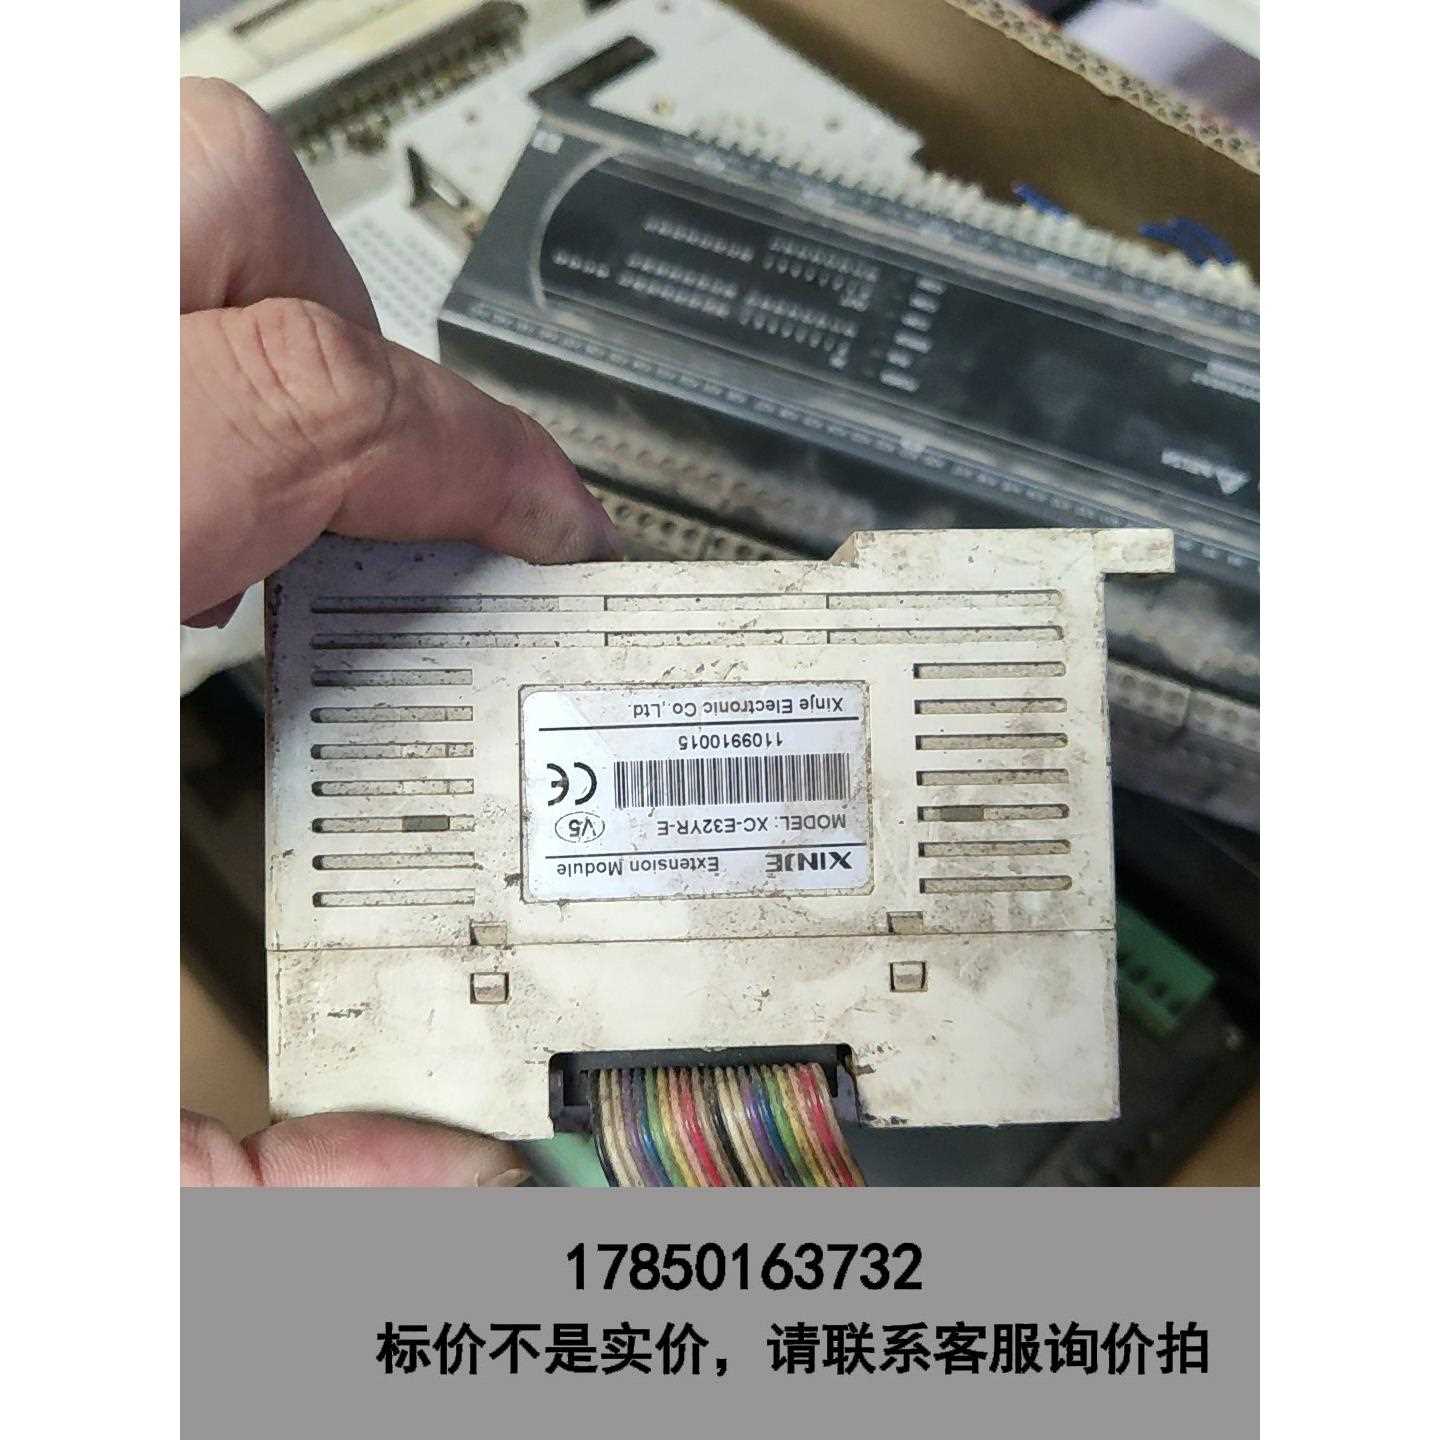 XINJE Extension Module
MODEL: XC-E32YR-E V5
CE
1109910015
Xinje Electronic Co.,Ltd.
17850163732
标价不是实价，请联系客服询价拍